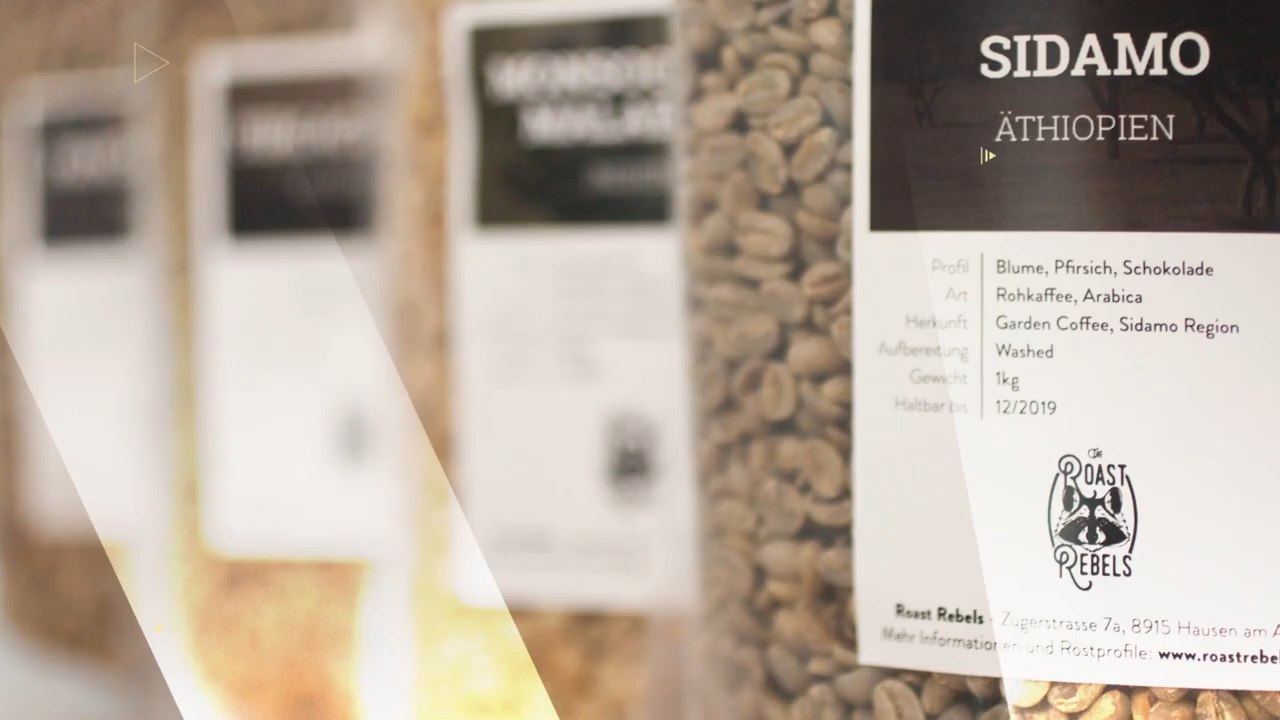 SIDAMO
ÄTHIOPIEN
Profil Blume, Pfirsich, Schokolade
Art Rohkaffee, Arabica
Herkunft Garden Coffee, Sidamo Region
Aufbereitung Washed
Gewicht 1kg
Haltbar bis 12/2019
THE
ROAST
REBELS
Roast Rebels - Zugerstrasse 7a, 8915 Hausen am A
Mehr Informationen und Rostprofile: www.roastrebel